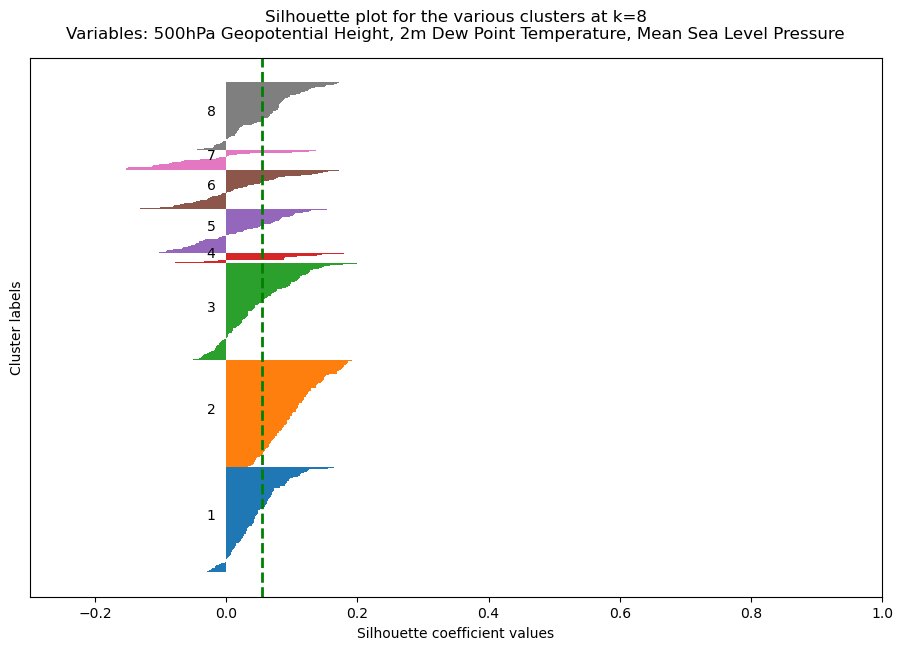 Silhouette plot for the various clusters at k=8
Variables: 500hPa Geopotential Height, 2m Dew Point Temperature, Mean Sea Level Pressure
Cluster labels
8
7
6
5
4
3
2
1
−0.2 0.0 0.2 0.4 0.6 0.8 1.0
Silhouette coefficient values